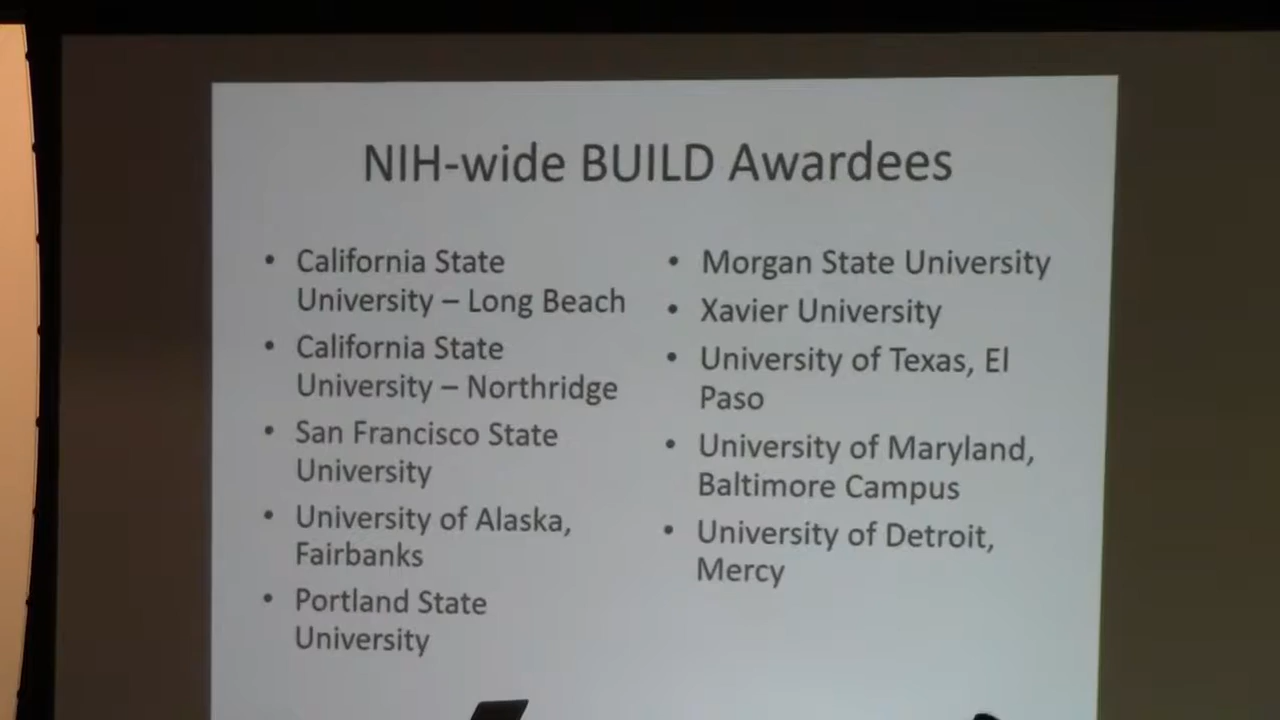 NIH-wide BUILD Awardees
• California State
University – Long Beach
• California State
University – Northridge
• San Francisco State
University
• University of Alaska,
Fairbanks
• Portland State
University
• Morgan State University
• Xavier University
• University of Texas, El
Paso
• University of Maryland,
Baltimore Campus
• University of Detroit,
Mercy